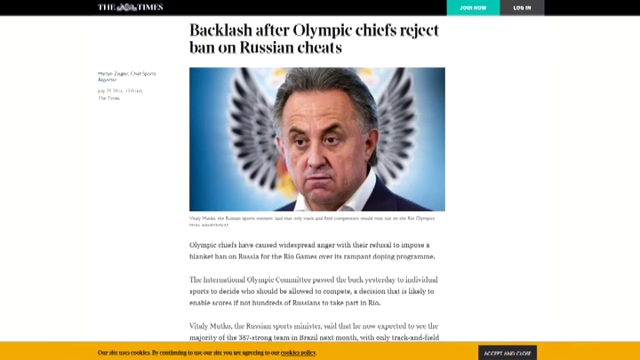 THE TIMES
JOIN NOW
LOG IN
Backlash after Olympic chiefs reject
ban on Russian cheats
Martyn Ziegler, Chief Sports
Reporter
July 25
The Times
Vitaly Mutko, the Russian sports minister, said that only track and field competitors would miss out on the Rio Olympics
Olympic chiefs have caused widespread anger with their refusal to impose a
blanket ban on Russia for the Rio Games over its rampant doping programme.
The International Olympic Committee passed the buck yesterday to individual
sports to decide who should be allowed to compete, a decision that is likely to
enable scores if not hundreds of Russians to take part in Rio.
Vitaly Mutko, the Russian sports minister, said that he now expected to see the
majority of the 387-strong team in Brazil next month, with only track-and-field
Our site uses cookies. By continuing to use our site you are agreeing to our cookies policy.
ACCEPT AND CLOSE